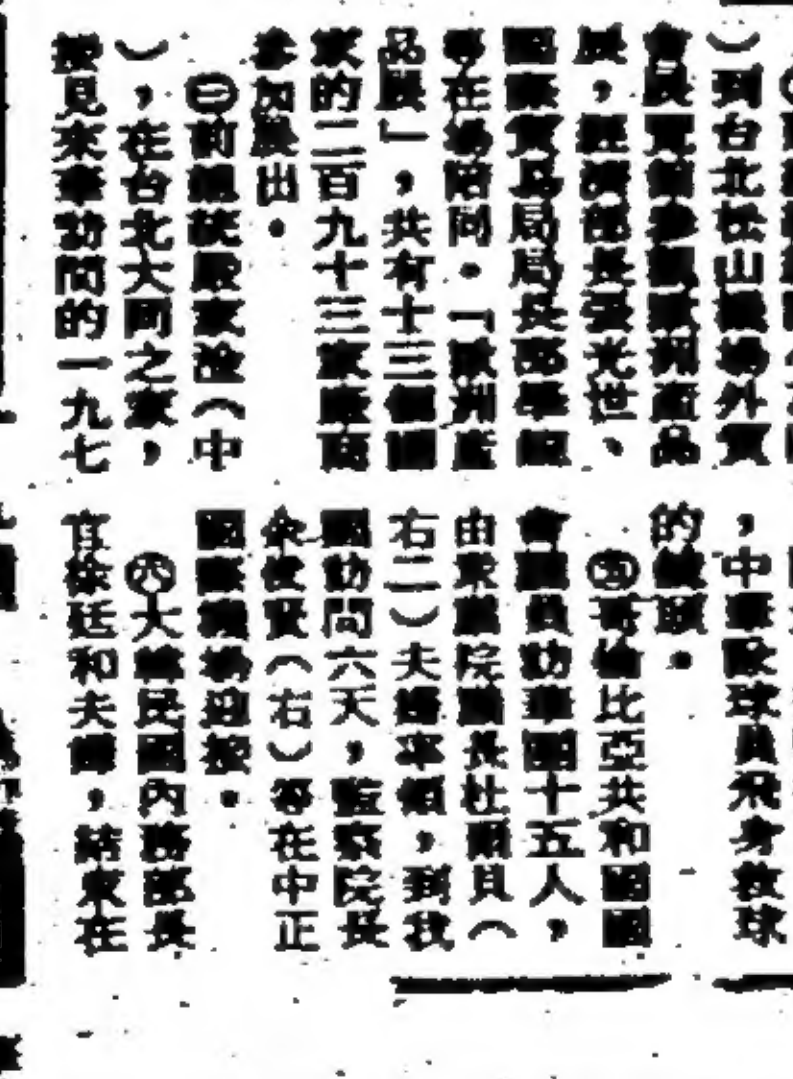 ）到台北松山機場外貿
會長夏朝參觀歐洲產品
展，經濟部長張光世、
國際貿易局局長邵學錕
等在場陪同。「歐洲產
品展」，共有十三個國
家的二百九十三家廠商
參加展出。
㊂前總統嚴家淦（中
），在台北大同之家，
接見來華訪問的一九七
，中華隊球員飛身救球
的鏡頭。
㊄哥倫比亞共和國國
會議員訪華團十五人，
由眾議院議長杜爾貝（
右二）夫婦率領，到我
國訪問六天，監察院長
余俊賢（右）等在中正
國際機場迎接。
㊅大韓民國內務部長
官徐廷和夫婦，結束在